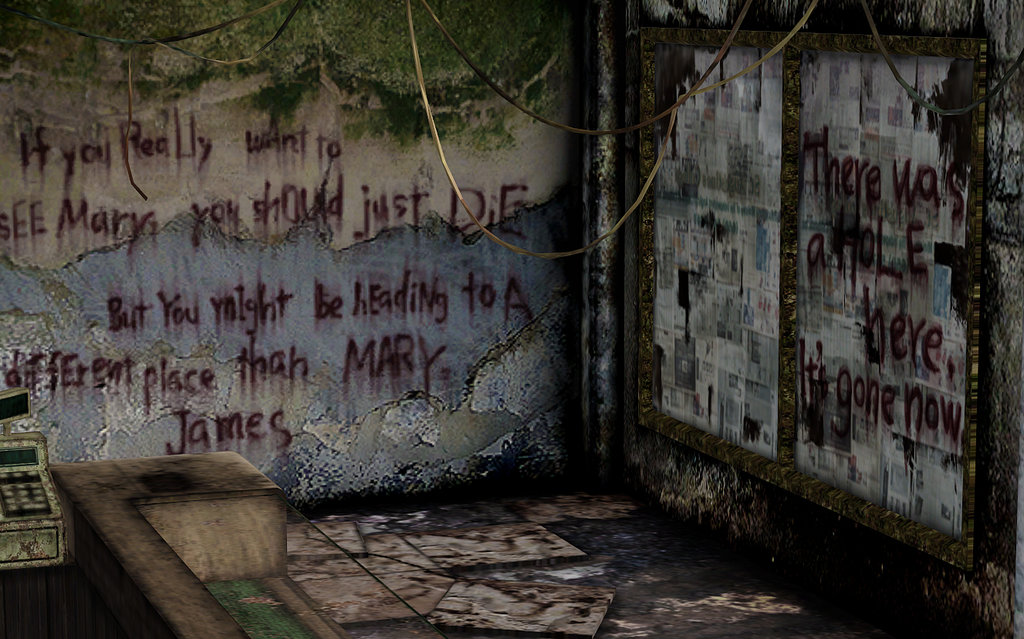 If you Really want to
SEE Mary, you shOUld just DiE
But You might be hEadiNg to A
diffErent place than MARY,
James
There was
a HOLE
here.
It's gone now